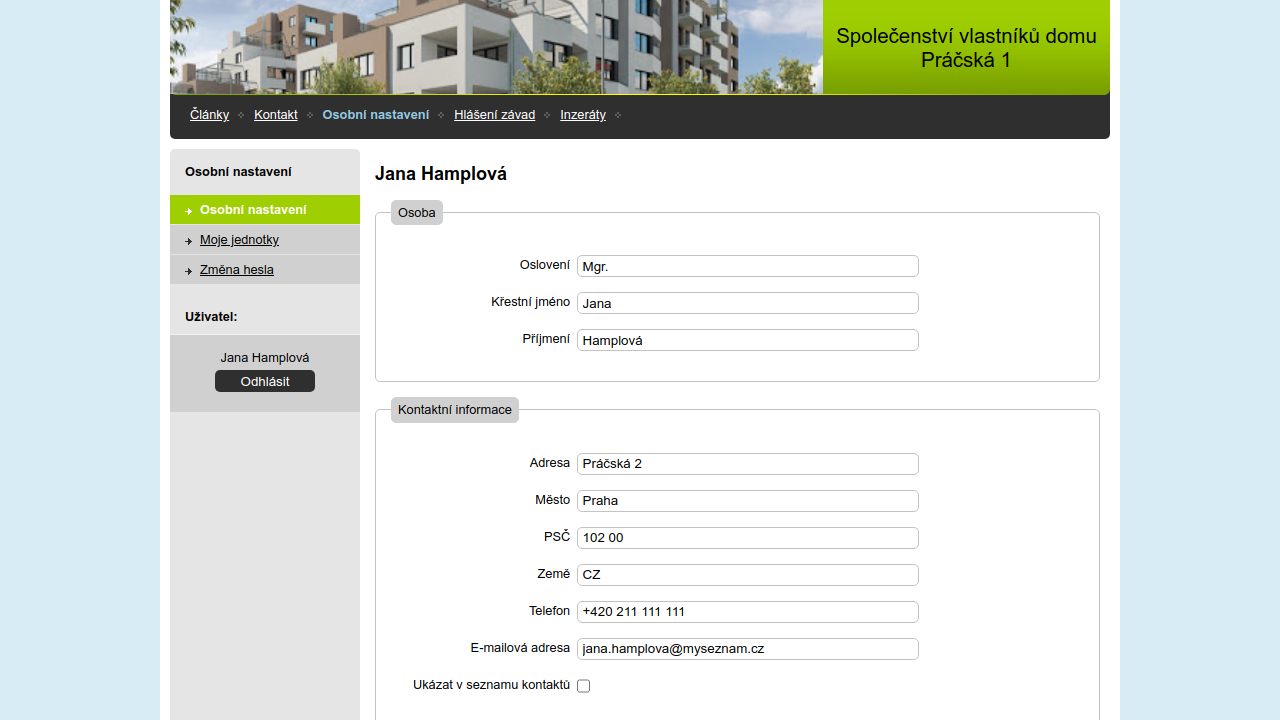 Společenství vlastníků domu
Práčská 1
Články Kontakt Osobní nastavení Hlášení závad Inzeráty
Osobní nastavení
Osobní nastavení
Moje jednotky
Změna hesla
Uživatel:
Jana Hamplová
Odhlásit
Jana Hamplová
Osoba
Oslovení Mgr.
Křestní jméno Jana
Příjmení Hamplová
Kontaktní informace
Adresa Práčská 2
Město Praha
PSČ 102 00
Země CZ
Telefon +420 211 111 111
E-mailová adresa jana.hamplova@myseznam.cz
Ukázat v seznamu kontaktů